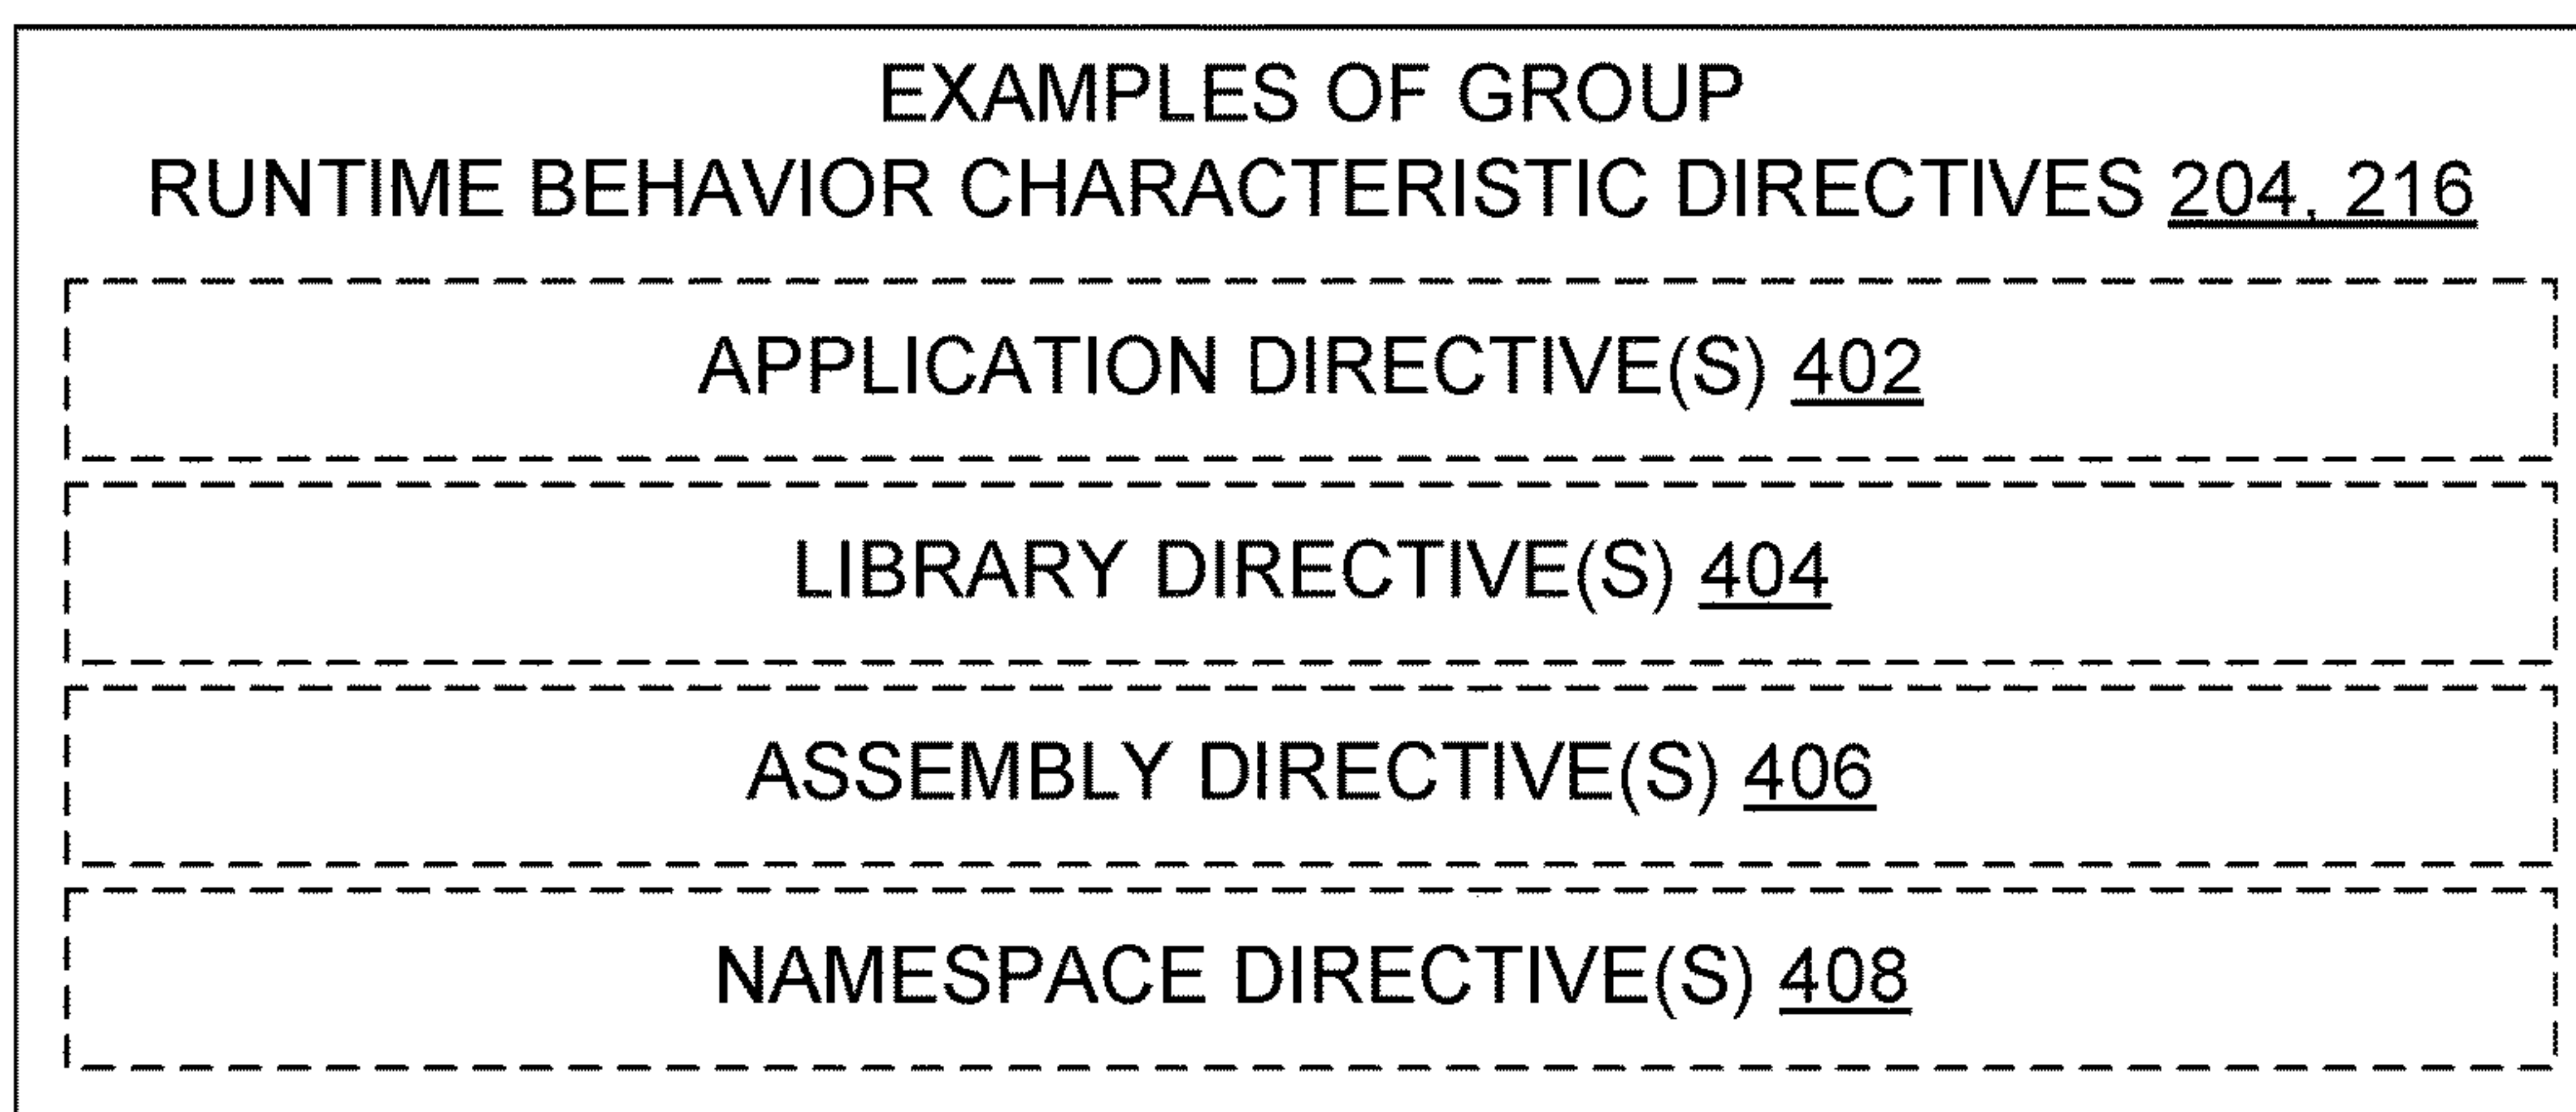 EXAMPLES OF GROUP
RUNTIME BEHAVIOR CHARACTERISTIC DIRECTIVES 204, 216
APPLICATION DIRECTIVE(S) 402
LIBRARY DIRECTIVE(S) 404
ASSEMBLY DIRECTIVE(S) 406
NAMESPACE DIRECTIVE(S) 408